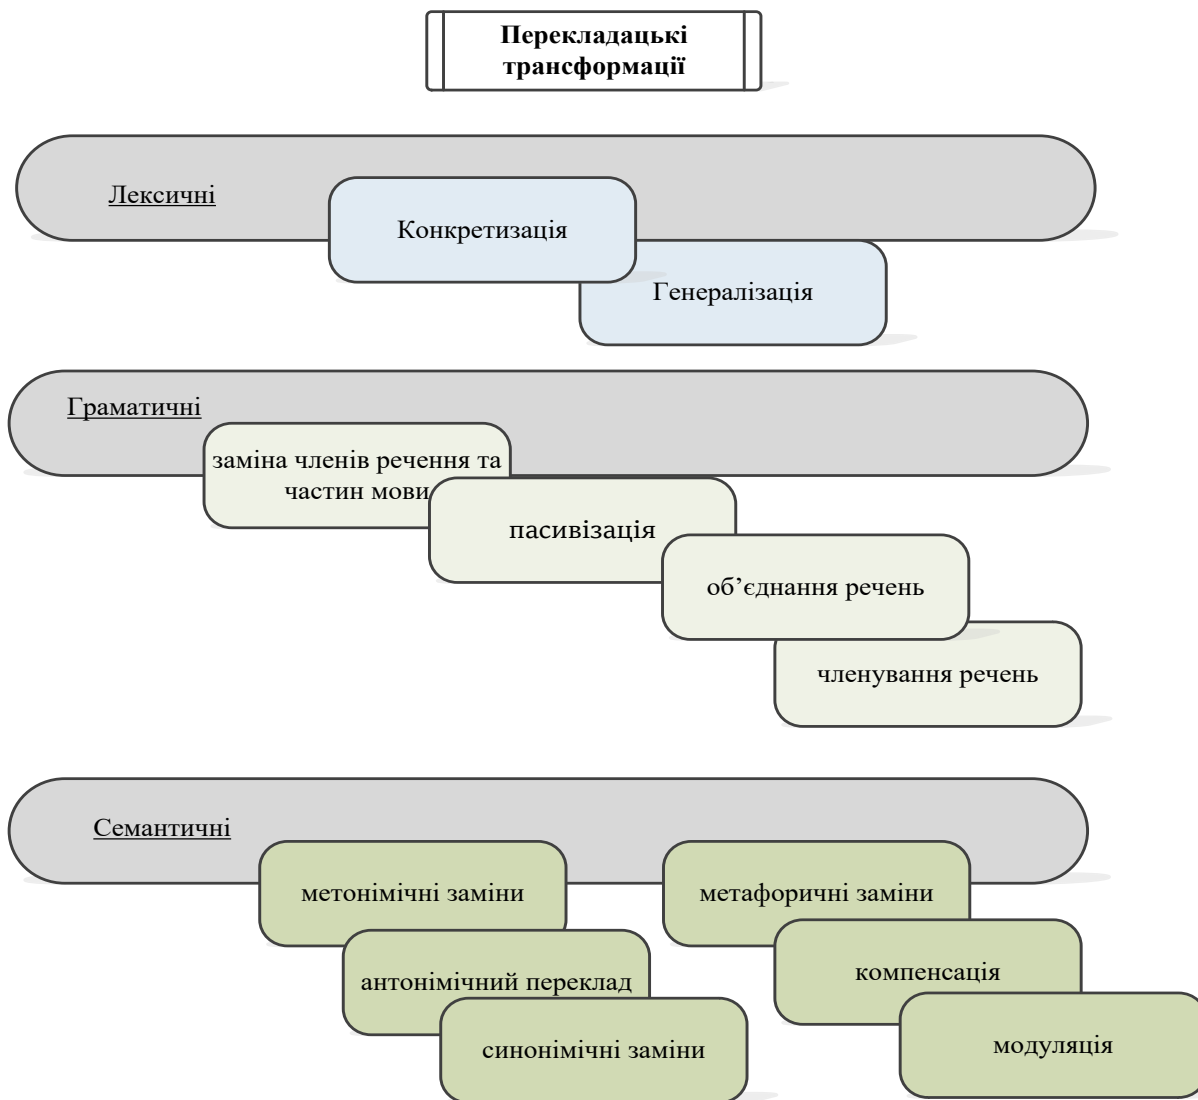 Перекладацькі
трансформації
Лексичні
Конкретизація
Генералізація
Граматичні
заміна членів речення та
частин мови
пасивізація
об’єднання речень
членування речень
Семантичні
метонімічні заміни
антонімічний переклад
синонімічні заміни
метафоричні заміни
компенсація
модуляція